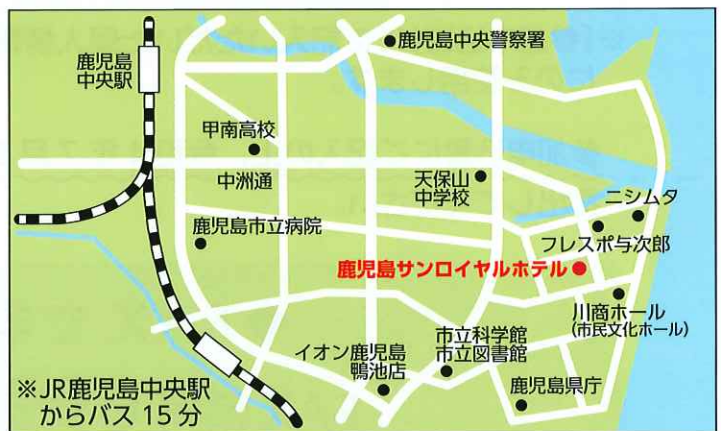 鹿児島中央警察署
鹿児島
中央駅
甲南高校
中洲通
天保山
中学校
ニシムタ
鹿児島市立病院
フレスポ与次郎
鹿児島サンロイヤルホテル
川商ホール
(市民文化ホール)
市立科学館
市立図書館
イオン鹿児島
鴨池店
鹿児島県庁
※JR鹿児島中央駅
からバス15分